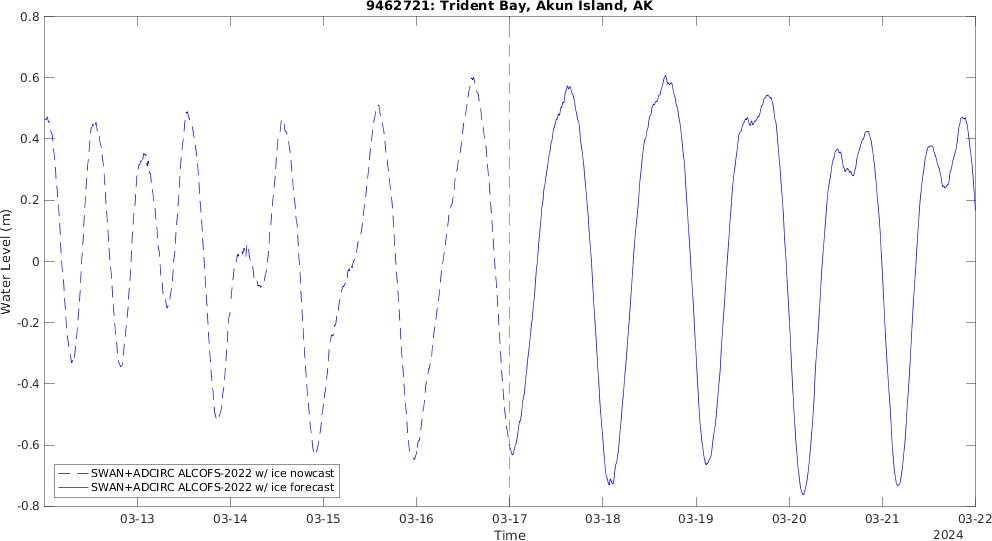 9462721: Trident Bay, Akun Island, AK
0.8
0.6
0.4
0.2
0
-0.2
-0.4
-0.6
-0.8
Water Level (m)
SWAN+ADCIRC ALCOFS-2022 w/ ice nowcast
SWAN+ADCIRC ALCOFS-2022 w/ ice forecast
03-13 03-14 03-15 03-16 03-17 03-18 03-19 03-20 03-21 03-22
Time
2024